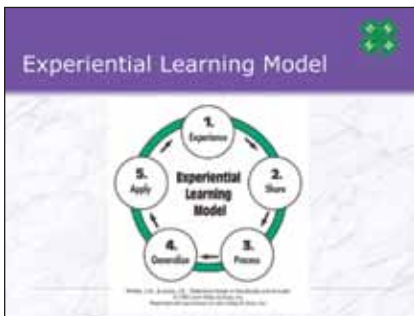 Experiential Learning Model
1.
Experience
2.
Share
3.
Process
4.
Generalize
5.
Apply
Experiential
Learning
Model